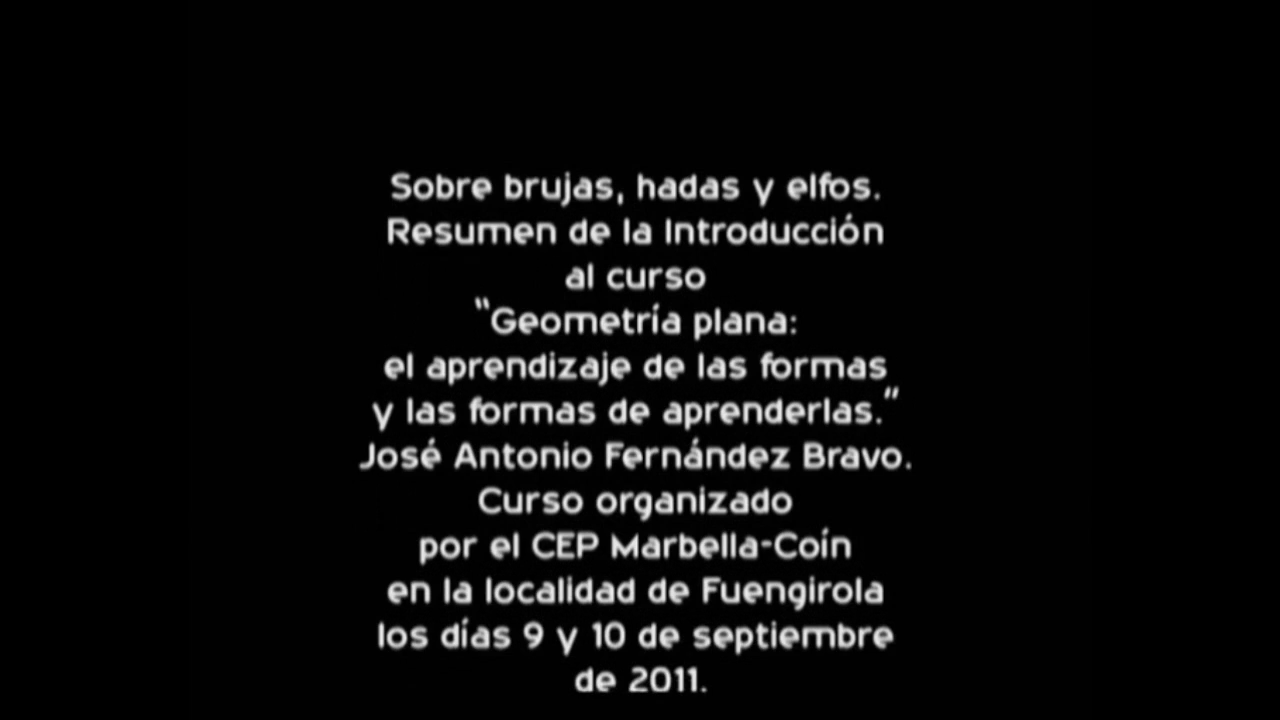 Sobre brujas, hadas y elfos.
Resumen de la Introducción
al curso
“Geometría plana:
el aprendizaje de las formas
y las formas de aprenderlas.”
José Antonio Fernández Bravo.
Curso organizado
por el CEP Marbella-Coín
en la localidad de Fuengirola
los días 9 y 10 de septiembre
de 2011.